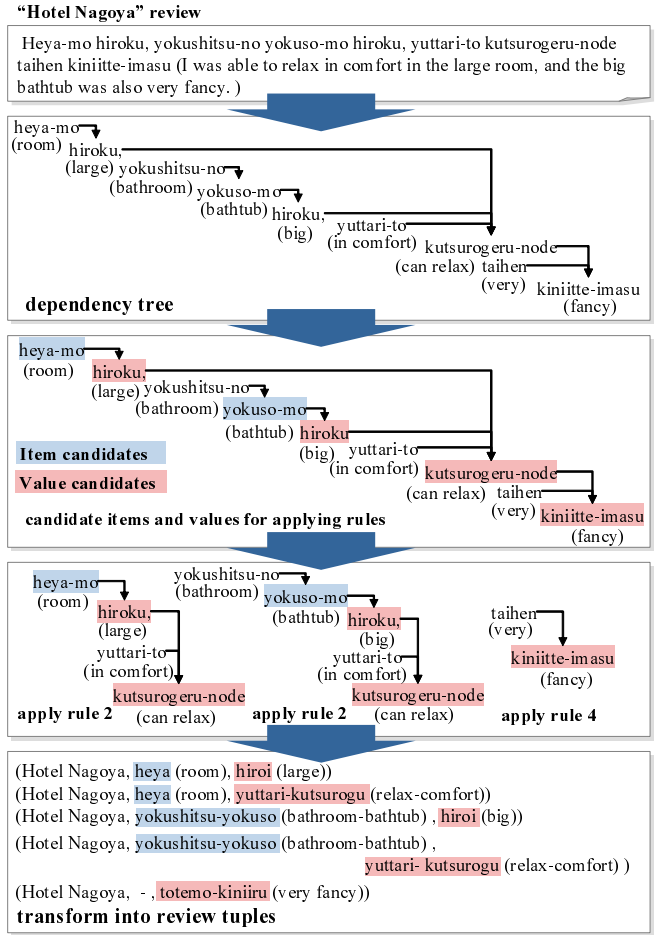 “Hotel Nagoya” review
Heya-mo hiroku, yokushitsu-no yokuso-mo hiroku, yuttari-to kutsurogeru-node
taihen kiniitte-imasu (I was able to relax in comfort in the large room, and the big
bathtub was also very fancy. )
heya-mo
(room)
hiroku,
(large)
yokushitsu-no
(bathroom)
yokuso-mo
(bathtub)
hiroku,
(big)
yuttari-to
(in comfort)
kutsurogeru-node
(can relax)
taihen
(very)
kiniitte-imasu
(fancy)
dependency tree
heya-mo
(room)
hiroku,
(large)
yokushitsu-no
(bathroom)
yokuso-mo
(bathtub)
hiroku
(big)
yuttari-to
(in comfort)
kutsurogeru-node
(can relax)
taihen
(very)
kiniitte-imasu
(fancy)
Item candidates
Value candidates
candidate items and values for applying rules
heya-mo
(room)
hiroku,
(large)
yuttari-to
(in comfort)
kutsurogeru-node
(can relax)
apply rule 2
yokushitsu-no
(bathroom)
yokuso-mo
(bathtub)
hiroku,
(big)
yuttari-to
(in comfort)
kutsurogeru-node
(can relax)
apply rule 2
taihen
(very)
kiniitte-imasu
(fancy)
apply rule 4
(Hotel Nagoya, heya (room), hiroi (large))
(Hotel Nagoya, heya (room), yuttari-kutsurogu (relax-comfort))
(Hotel Nagoya, yokushitsu-yokuso (bathroom-bathtub) , hiroi (big))
(Hotel Nagoya, yokushitsu-yokuso (bathroom-bathtub) ,
yuttari- kutsurogu (relax-comfort) )
(Hotel Nagoya, - , totemo-kiniiru (very fancy))
transform into review tuples